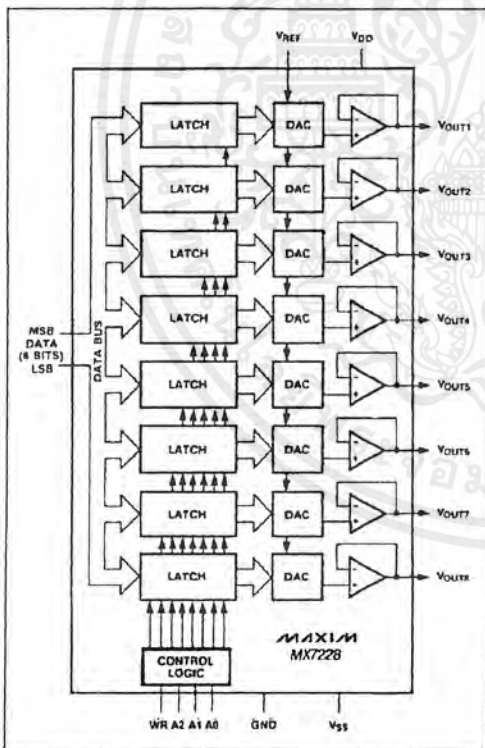 VREF VDD
LATCH DAC VOUT1
LATCH DAC VOUT2
LATCH DAC VOUT3
LATCH DAC VOUT4
MSB
DATA
(8 BITS)
LSB
DATA BUS
LATCH DAC VOUT5
LATCH DAC VOUT6
LATCH DAC VOUT7
LATCH DAC VOUT8
MAXIM
MX7228
CONTROL
LOGIC
WR A2 A1 A0 GND VSS